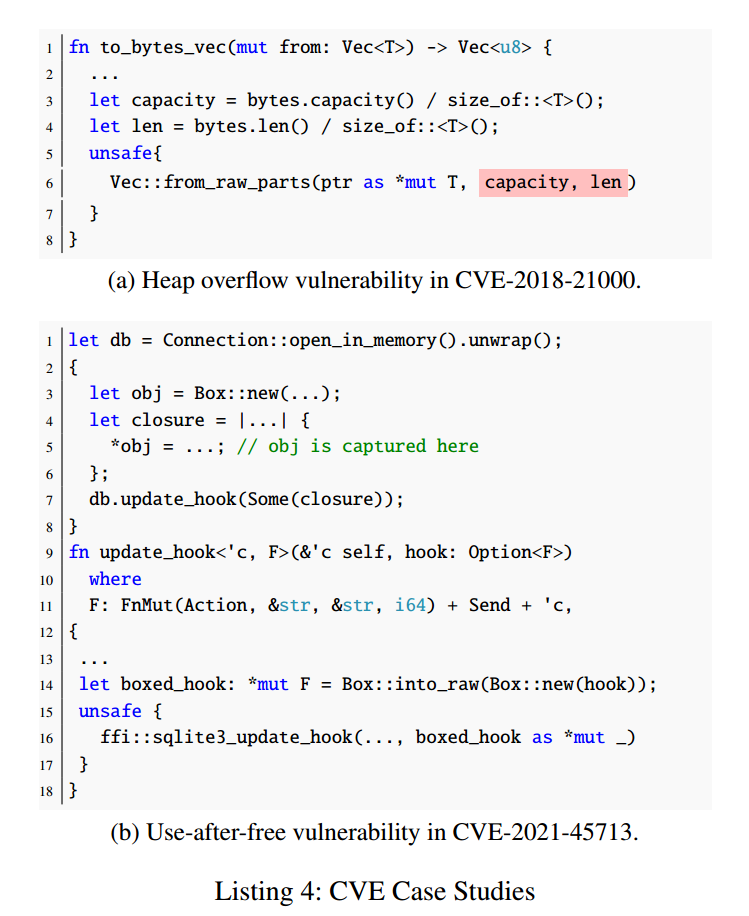 1 fn to_bytes_vec(mut from: Vec<T>) -> Vec<u8> {
2 ...
3 let capacity = bytes.capacity() / size_of::<T>();
4 let len = bytes.len() / size_of::<T>();
5 unsafe{
6 Vec::from_raw_parts(ptr as *mut T, capacity, len)
7 }
8 }
(a) Heap overflow vulnerability in CVE-2018-21000.
1 let db = Connection::open_in_memory().unwrap();
2 {
3 let obj = Box::new(...);
4 let closure = |...| {
5 *obj = ...; // obj is captured here
6 };
7 db.update_hook(Some(closure));
8 }
9 fn update_hook<'c, F>(&'c self, hook: Option<F>)
10 where
11 F: FnMut(Action, &str, &str, i64) + Send + 'c,
12 {
13 ...
14 let boxed_hook: *mut F = Box::into_raw(Box::new(hook));
15 unsafe {
16 ffi::sqlite3_update_hook(..., boxed_hook as *mut _)
17 }
18 }
(b) Use-after-free vulnerability in CVE-2021-45713.
Listing 4: CVE Case Studies